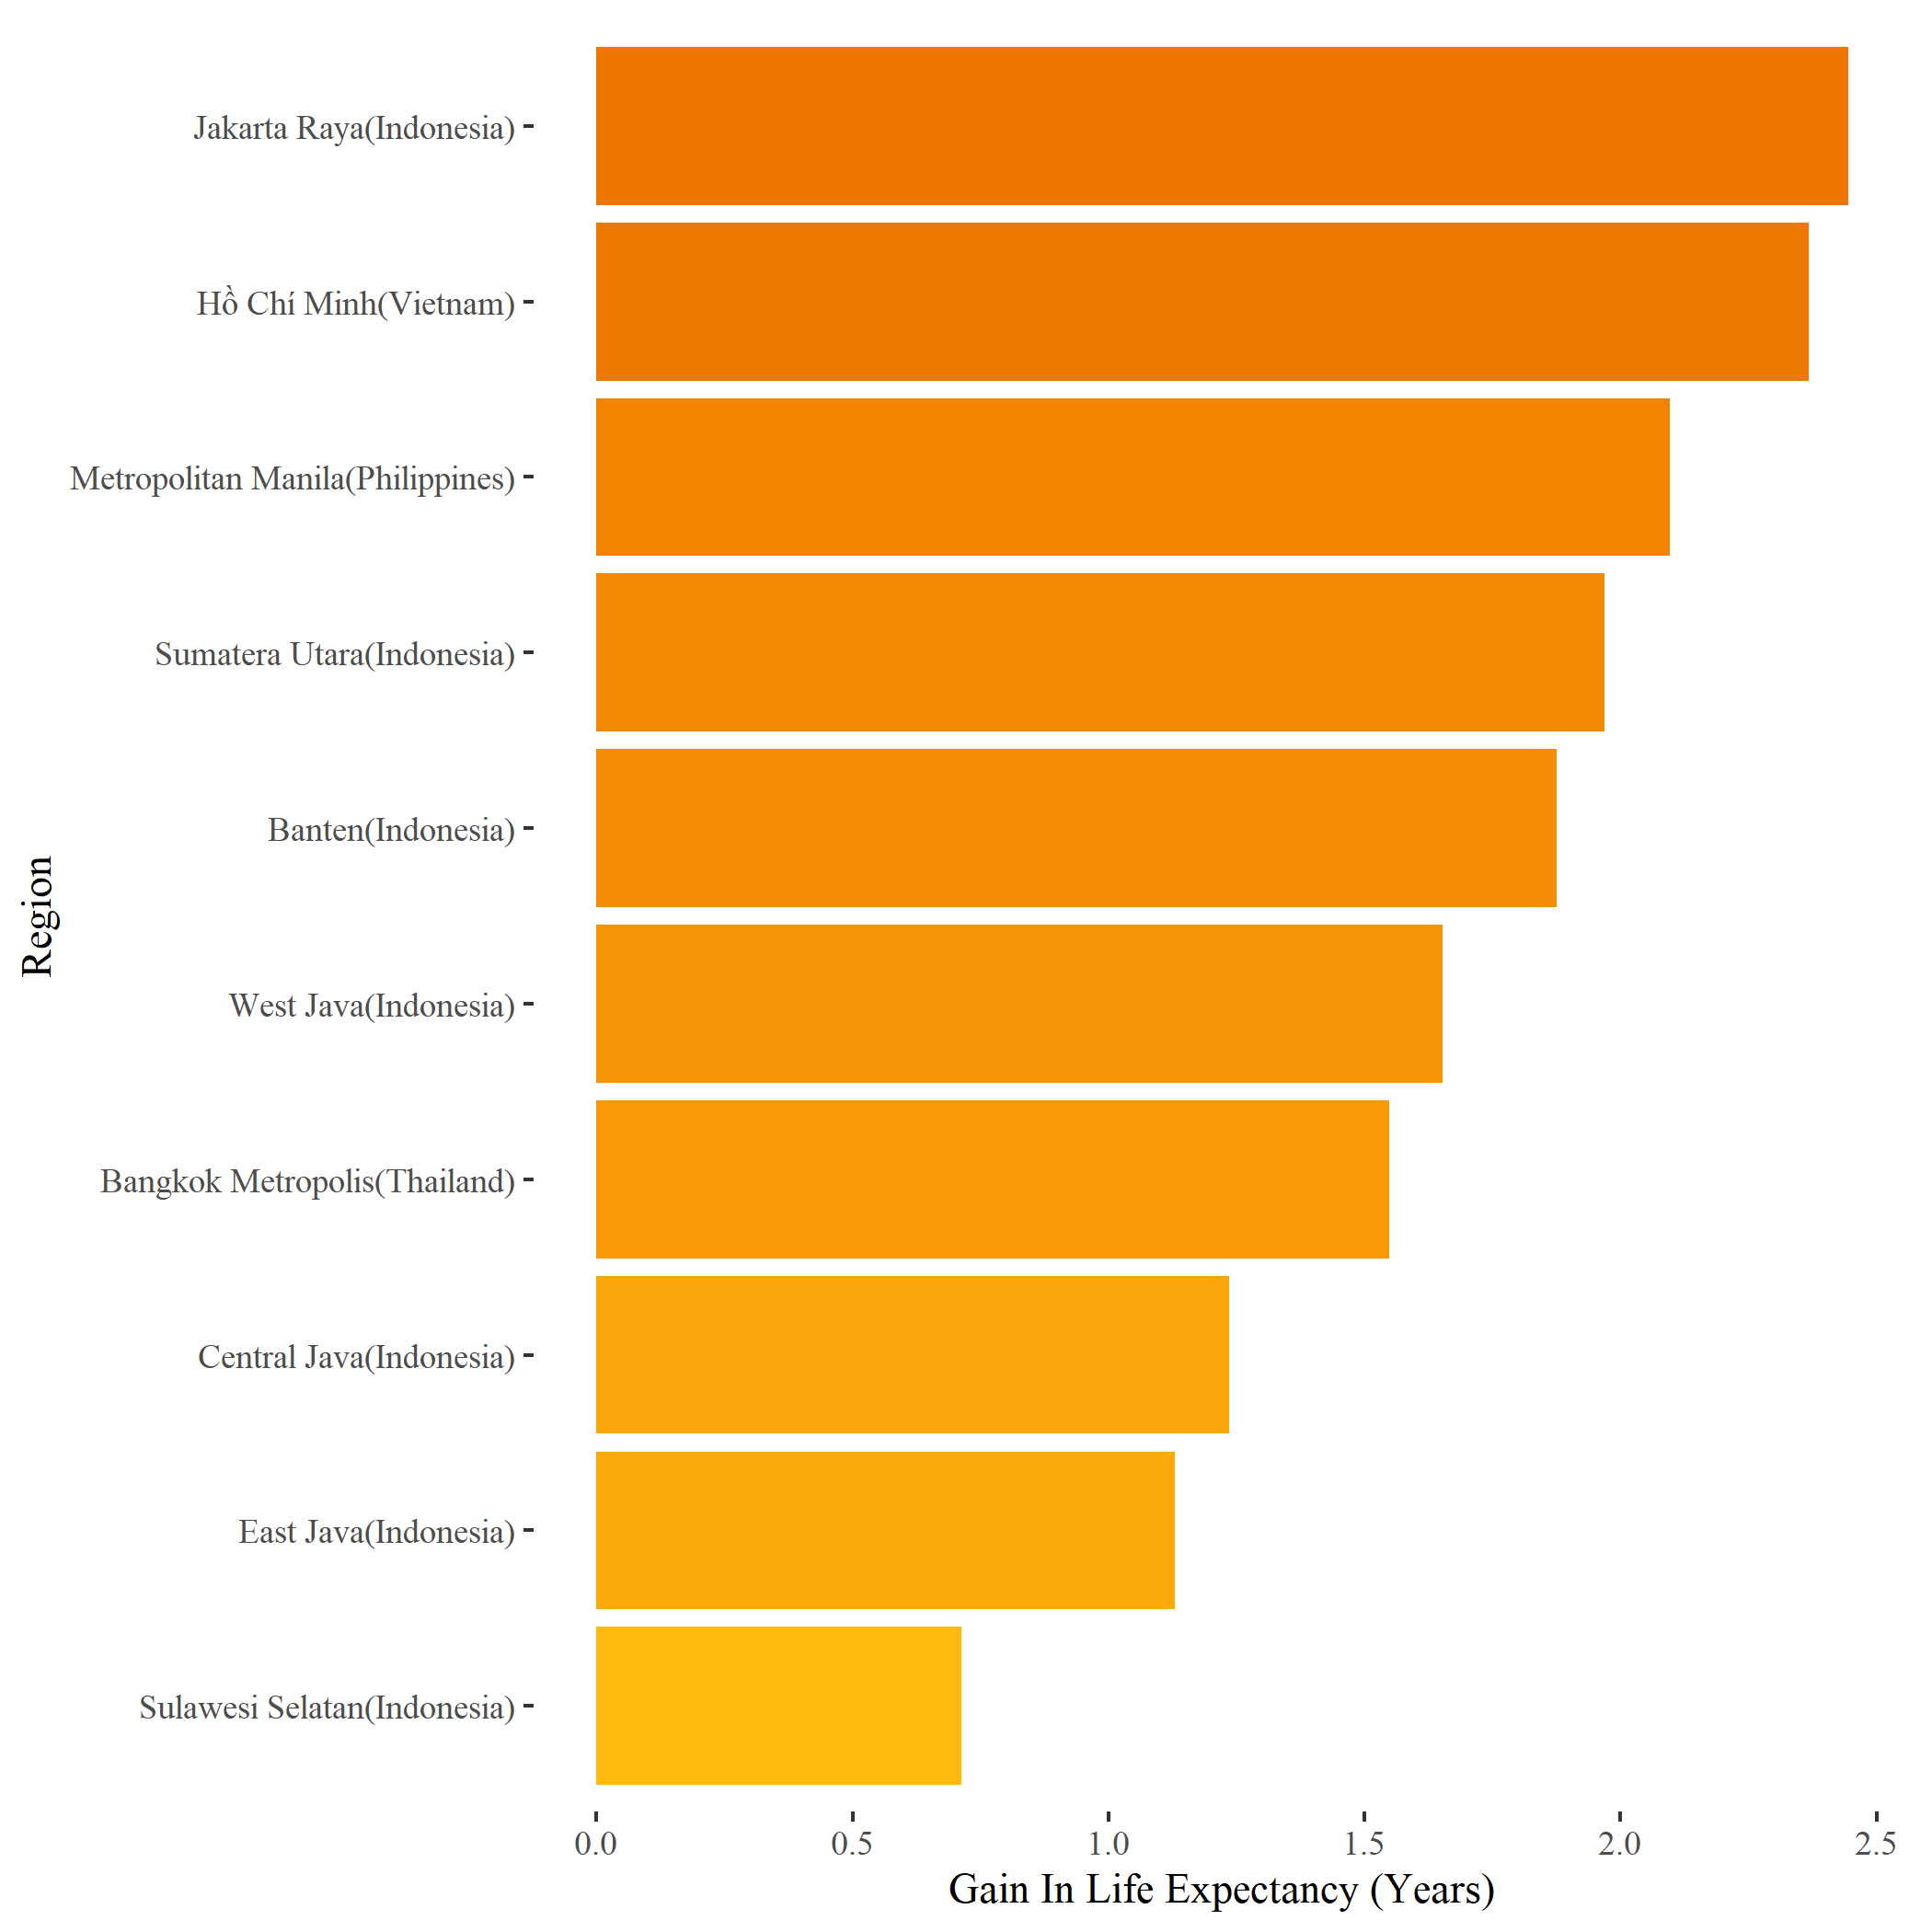 Jakarta Raya(Indonesia)
Hồ Chí Minh(Vietnam)
Metropolitan Manila(Philippines)
Sumatera Utara(Indonesia)
Banten(Indonesia)
West Java(Indonesia)
Bangkok Metropolis(Thailand)
Central Java(Indonesia)
East Java(Indonesia)
Sulawesi Selatan(Indonesia)
Region
0.0 0.5 1.0 1.5 2.0 2.5
Gain In Life Expectancy (Years)